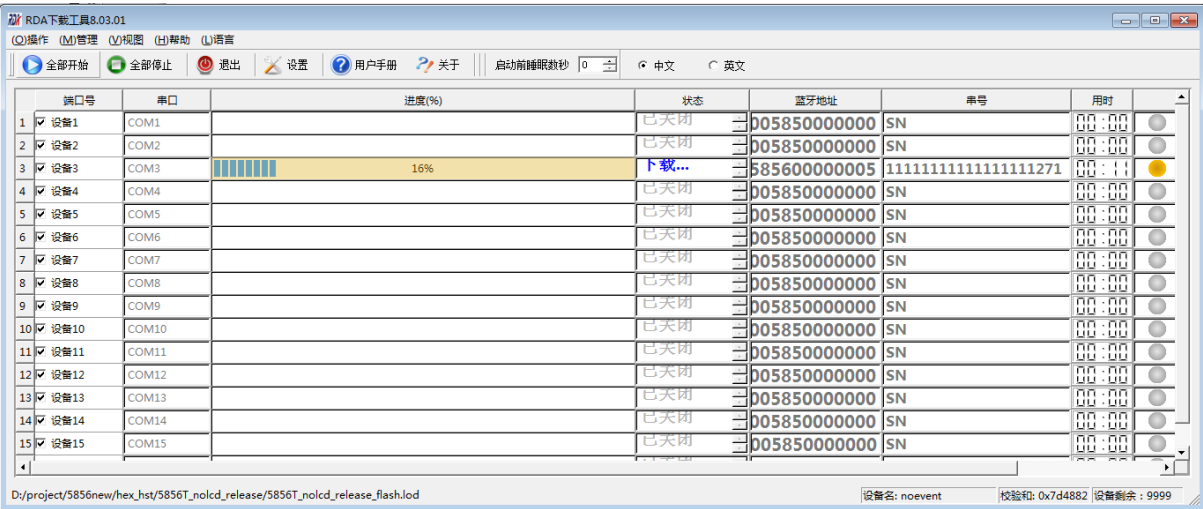 RDA下载工具8.03.01
(O)操作 (M)管理 (V)视图 (H)帮助 (L)语言
全部开始 全部停止 退出 设置 用户手册 关于 启动前睡眠数秒 0 中文 英文
端口号 串口 进度(%) 状态 蓝牙地址 串号 用时
1 设备1 COM1 已关闭 005850000000 SN 00:00
2 设备2 COM2 已关闭 005850000000 SN 00:00
3 设备3 COM3 16% 下载... 585600000005 11111111111111111271 00:11
4 设备4 COM4 已关闭 005850000000 SN 00:00
5 设备5 COM5 已关闭 005850000000 SN 00:00
6 设备6 COM6 已关闭 005850000000 SN 00:00
7 设备7 COM7 已关闭 005850000000 SN 00:00
8 设备8 COM8 已关闭 005850000000 SN 00:00
9 设备9 COM9 已关闭 005850000000 SN 00:00
10 设备10 COM10 已关闭 005850000000 SN 00:00
11 设备11 COM11 已关闭 005850000000 SN 00:00
12 设备12 COM12 已关闭 005850000000 SN 00:00
13 设备13 COM13 已关闭 005850000000 SN 00:00
14 设备14 COM14 已关闭 005850000000 SN 00:00
15 设备15 COM15 已关闭 005850000000 SN 00:00
D:/project/5856new/hex_hst/5856T_nolcd_release/5856T_nolcd_release_flash.lod 设备名: noevent 校验和: 0x7d4882 设备剩余：9999